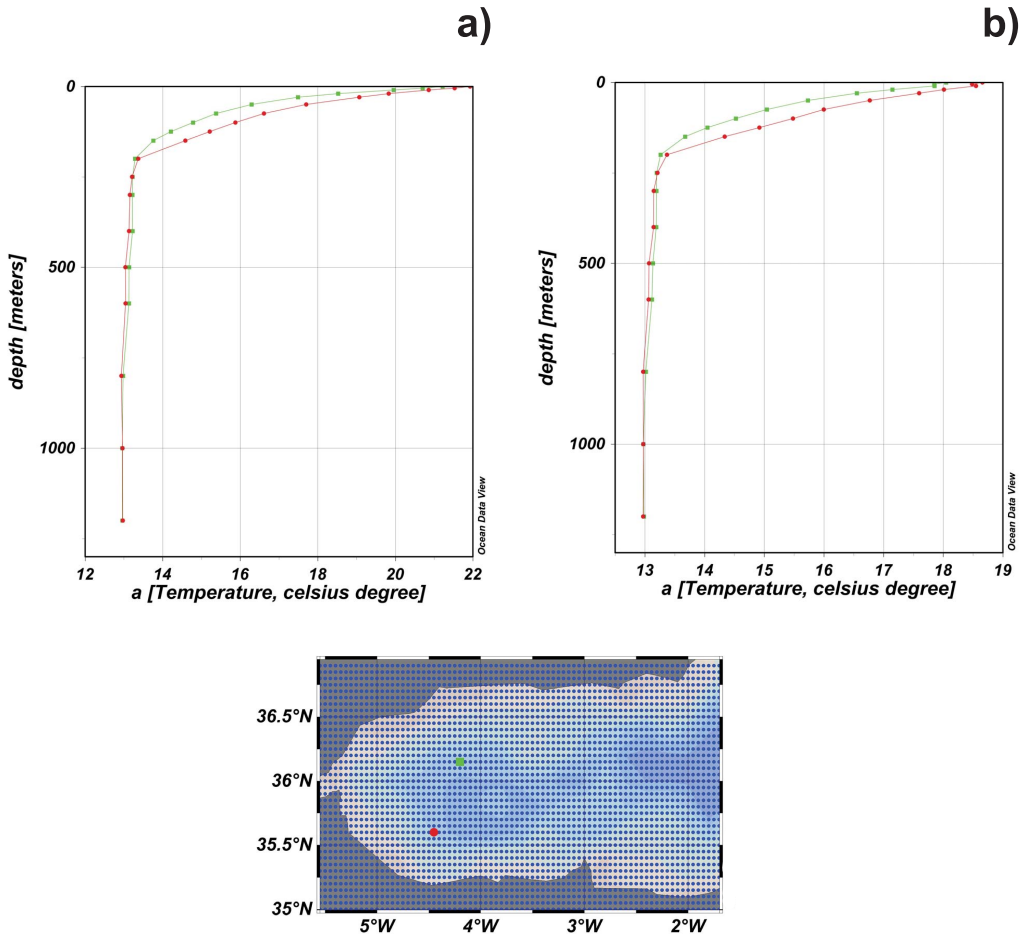 a)
b)
0
500
1000
depth [meters]
12 14 16 18 20 22
a [Temperature, celsius degree]
Ocean Data View
0
500
1000
depth [meters]
13 14 15 16 17 18 19
a [Temperature, celsius degree]
Ocean Data View
36.5°N
36°N
35.5°N
35°N
5°W 4°W 3°W 2°W